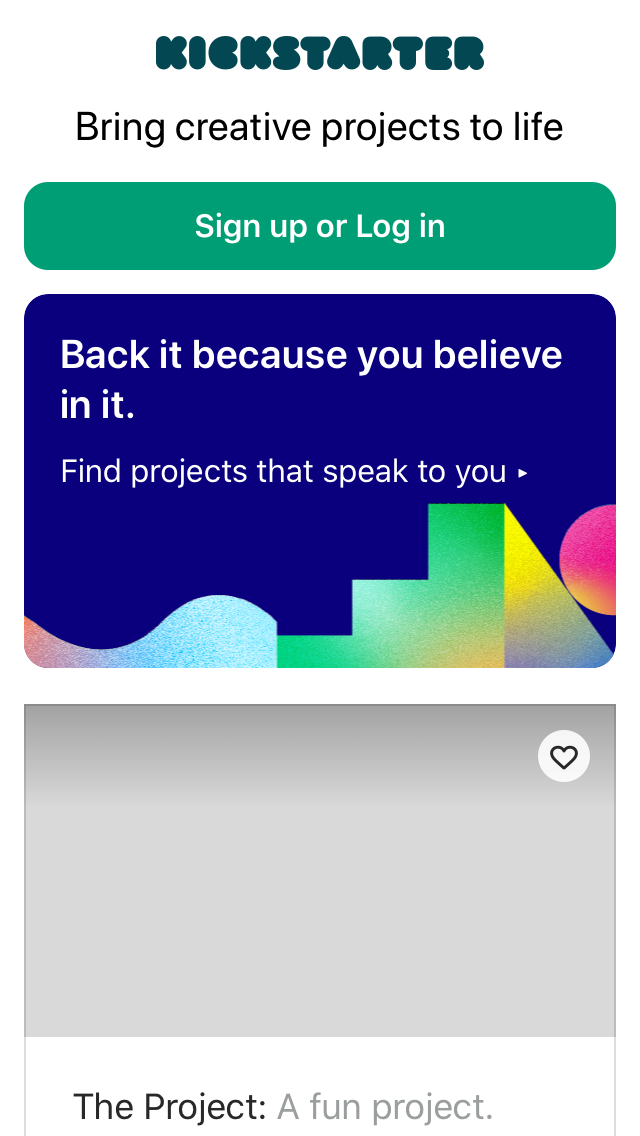 KICKSTARTER
Bring creative projects to life
Sign up or Log in
Back it because you believe
in it.
Find projects that speak to you ▸
The Project: A fun project.